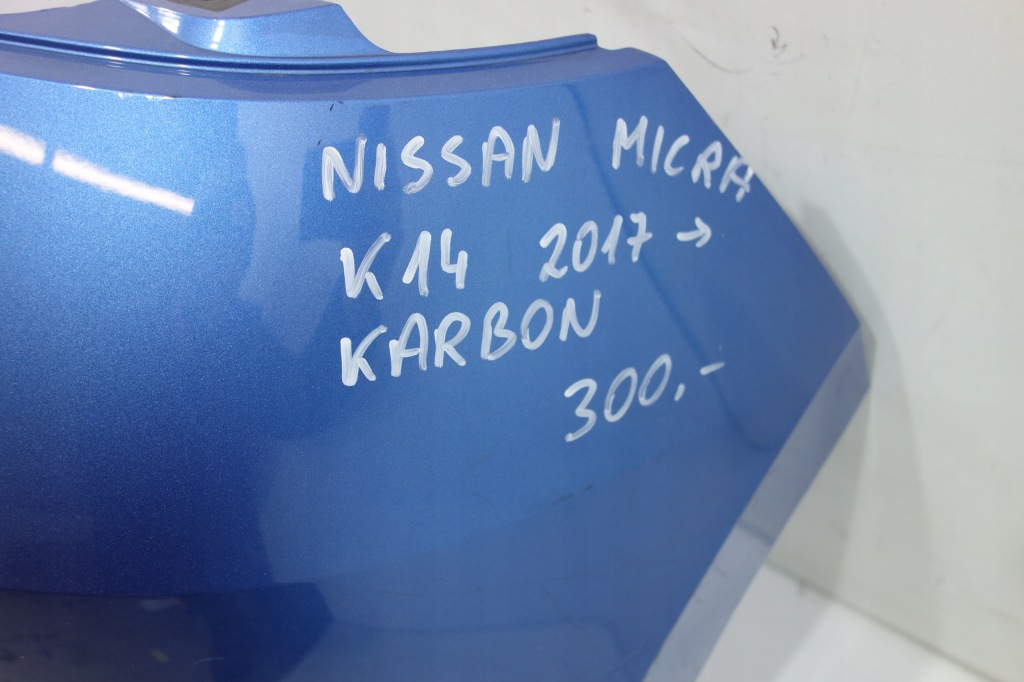 NISSAN MICRA
K14 2017 →
KARBON
300,-